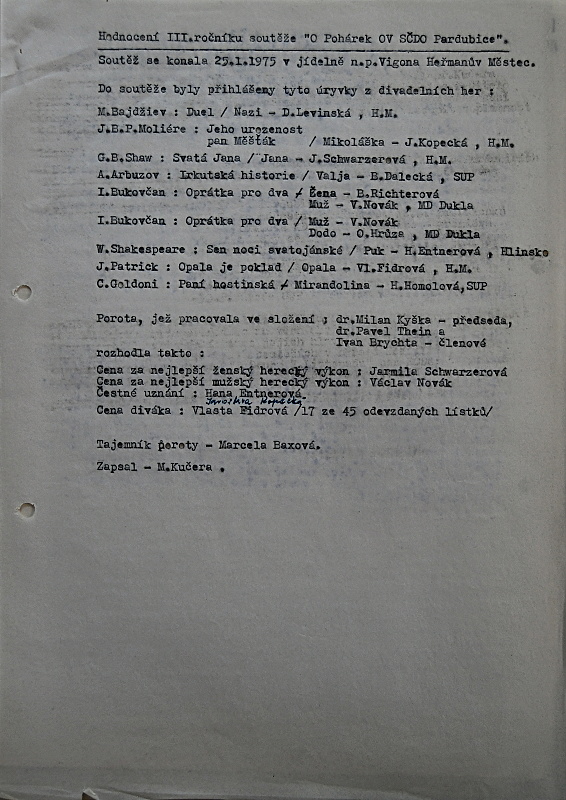 Hodnocení III.ročníku soutěže "O Pohárek OV SČDO Pardubice".
Soutěž se konala 25.1.1975 v jídelně n.p.Vigona Heřmanův Městec.
Do soutěže byly přihlášeny tyto úryvky z divadelních her :
M.Bajdžiev : Duel / Nazi - D.Levinská , H.M.
J.B.P.Moliére : Jeho urozenost
pan Měšťák / Mikoláška - J.Kopecká , H.M.
G.B.Shaw : Svatá Jana / Jana - J.Schwarzerová , H.M.
A.Arbuzov : Irkutská historie / Valja - B.Dalecká , SUP
I.Bukovčan : Oprátka pro dva / Žena - B.Richterová
Muž - V.Novák , MD Dukla
I.Bukovčan : Oprátka pro dva / Muž - V.Novák
Dodo - O.Hrůza , MD Dukla
W.Shakespeare : Sen noci svatojánské / Puk - H.Entnerová , Hlinsko
J.Patrick : Opala je poklad / Opala - Vl.Fidrová , H.M.
C.Goldoni : Paní hostinská / Mirandolina - H.Homolová,SUP
Porota, jež pracovala ve složení : dr.Milan Kyška - předseda,
dr.Pavel Thein a
Ivan Brychta - členové
rozhodla takto :
Cena za nejlepší ženský herecký výkon : Jarmila Schwarzerová
Cena za nejlepší mužský herecký výkon : Václav Novák
Čestné uznání : Hana Entnerová.
Kopecká
Cena diváka : Vlasta Fidrová /17 ze 45 odevzdaných lístků/
Tajemník poroty - Marcela Baxová.
Zapsal - M.Kučera .